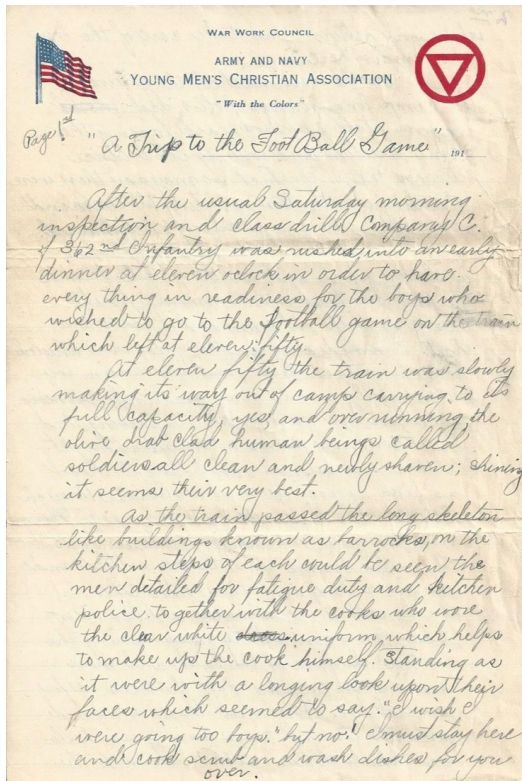 WAR WORK COUNCIL
ARMY AND NAVY
YOUNG MEN'S CHRISTIAN ASSOCIATION
"With the Colors"
Page 1st
"A Trip to the Foot Ball Game" 191
After the usual Saturday morning
inspection and class drills Company C.
of 362nd Infantry was rushed into an early
dinner at eleven oclock in order to have
every thing in readiness for the boys who
wished to go to the football game on the train
which left at eleven: fifty.
At eleven fifty the train was slowly
making its way out of camp carrying to its
full capacity, yes, and over running, the
olive drab clad human beings called
soldiers all clean and newly shaven; shining
it seems their very best.
As the train passed the long skeleton
like buildings known as barrocks, on the
kitchen steps of each could be seen the
men detailed for fatigue duty and kitchen
police. to gether with the cooks who wore
the clear white dress uniform, which helps
to make up the cook himself. Standing as
it were with a longing look upon their
faces which seemed to say. "I wish I
were going too boys." but no! I must stay here
and cook scrub and wash dishes for you
over.